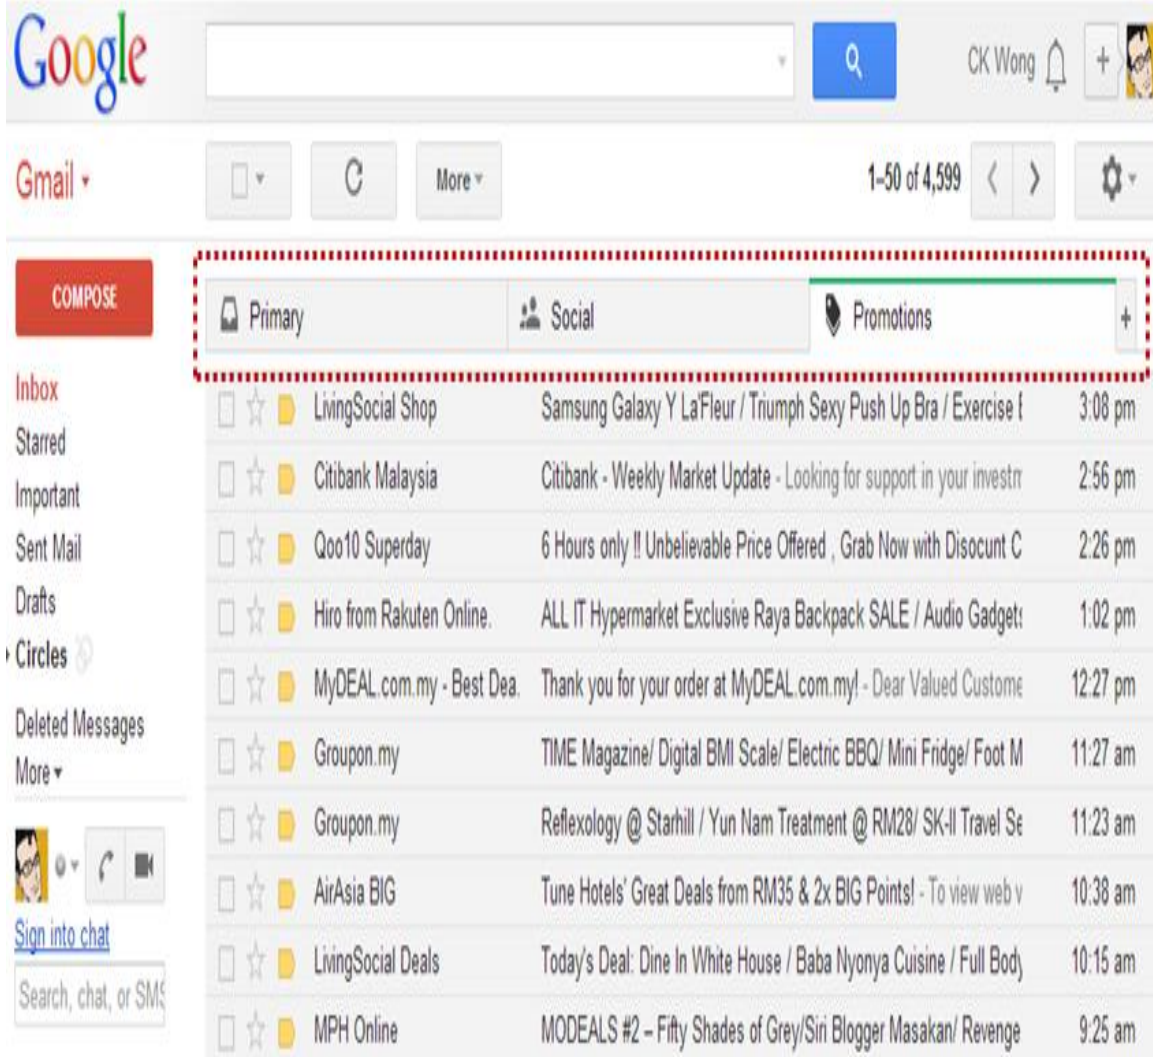 Google
CK Wong +
Gmail
More 1–50 of 4,599
COMPOSE
Primary Social Promotions +
Inbox
Starred
Important
Sent Mail
Drafts
Circles
Deleted Messages
More
Sign into chat
Search, chat, or SMS
LivingSocial Shop Samsung Galaxy Y La'Fleur / Triumph Sexy Push Up Bra / Exercise 3:08 pm
Citibank Malaysia Citibank - Weekly Market Update - Looking for support in your 2:56 pm
Qoo10 Superday 6 Hours only !! Unbelievable Price Offered , Grab Now with Disocunt C 2:26 pm
Hiro from Rakuten Online. ALL IT Hypermarket Exclusive Raya Backpack SALE / Audio Gadgets 1:02 pm
MyDEAL.com.my - Best Dea. Thank you for your order at MyDEAL.com.my! - Dear Valued Custome 12:27 pm
Groupon.my TIME Magazine/ Digital BMI Scale/ Electric BBQ/ Mini Fridge/ Foot M 11:27 am
Groupon.my Reflexology @ Starhill / Yun Nam Treatment @ RM28/ SK-II Travel Se 11:23 am
AirAsia BIG Tune Hotels' Great Deals from RM35 & 2x BIG Points! - To view web v 10:38 am
LivingSocial Deals Today's Deal: Dine In White House / Baba Nyonya Cuisine / Full Body 10:15 am
MPH Online MODEALS #2 – Fifty Shades of Grey/Siri Blogger Masakan/ Revenge 9:25 am